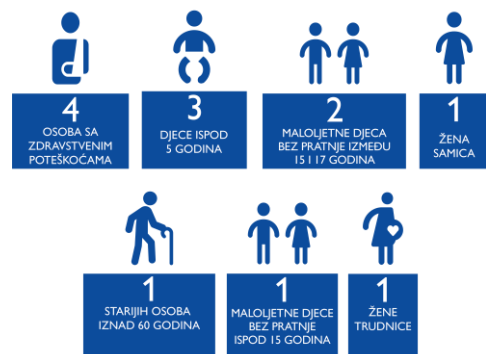 4
OSOBA SA
ZDRAVSTVENIM
POTEŠKOĆAMA
3
DJECE ISPOD
5 GODINA
2
MALOLJETNE DJECA
BEZ PRATNJE IZMEĐU
15 I 17 GODINA
1
ŽENA
SAMICA
1
STARIJIH OSOBA
IZNAD 60 GODINA
1
MALOLJETNE DJECE
BEZ PRATNJE
ISPOD 15 GODINA
1
ŽENE
TRUDNICE